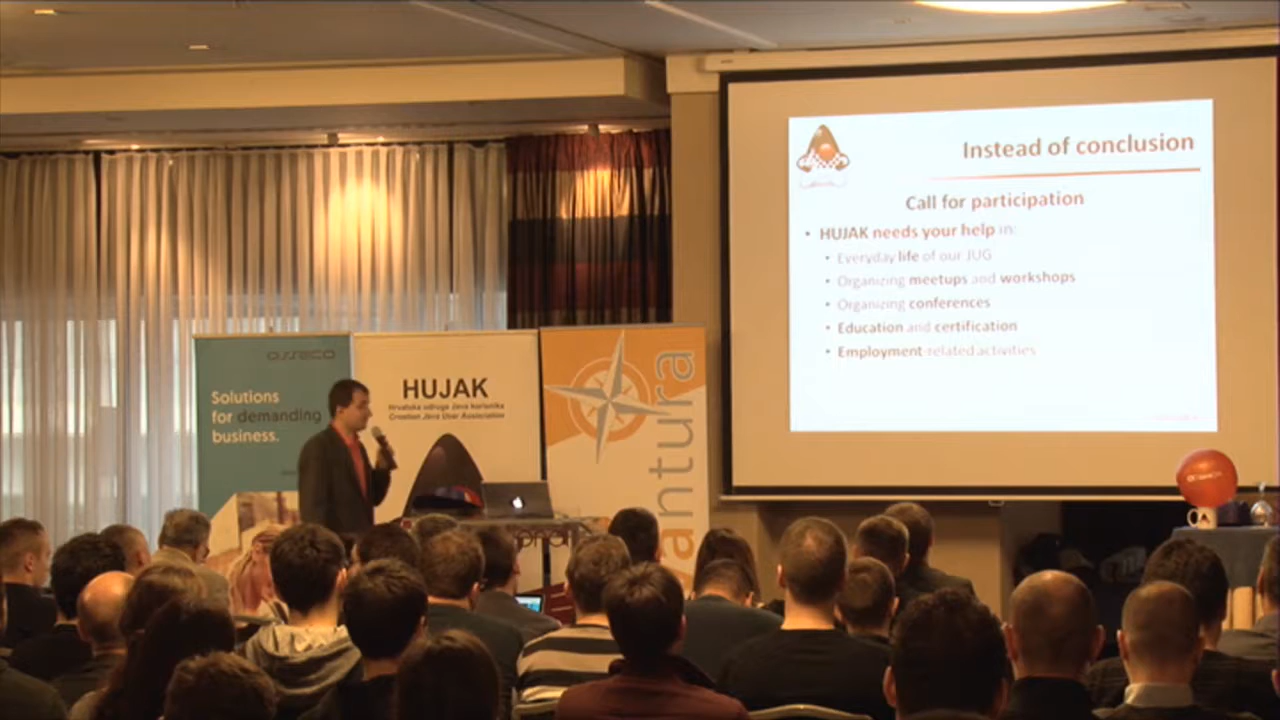 Instead of conclusion
Call for participation
• HUJAK needs your help in:
• Everyday life of our JUG
• Organizing meetups and workshops
• Organizing conferences
• Education and certification
• Employment-related activities
asseco
Solutions
for demanding
business.
HUJAK
Hrvatska udruga Java korisnika
Croatian Java User Association
antura